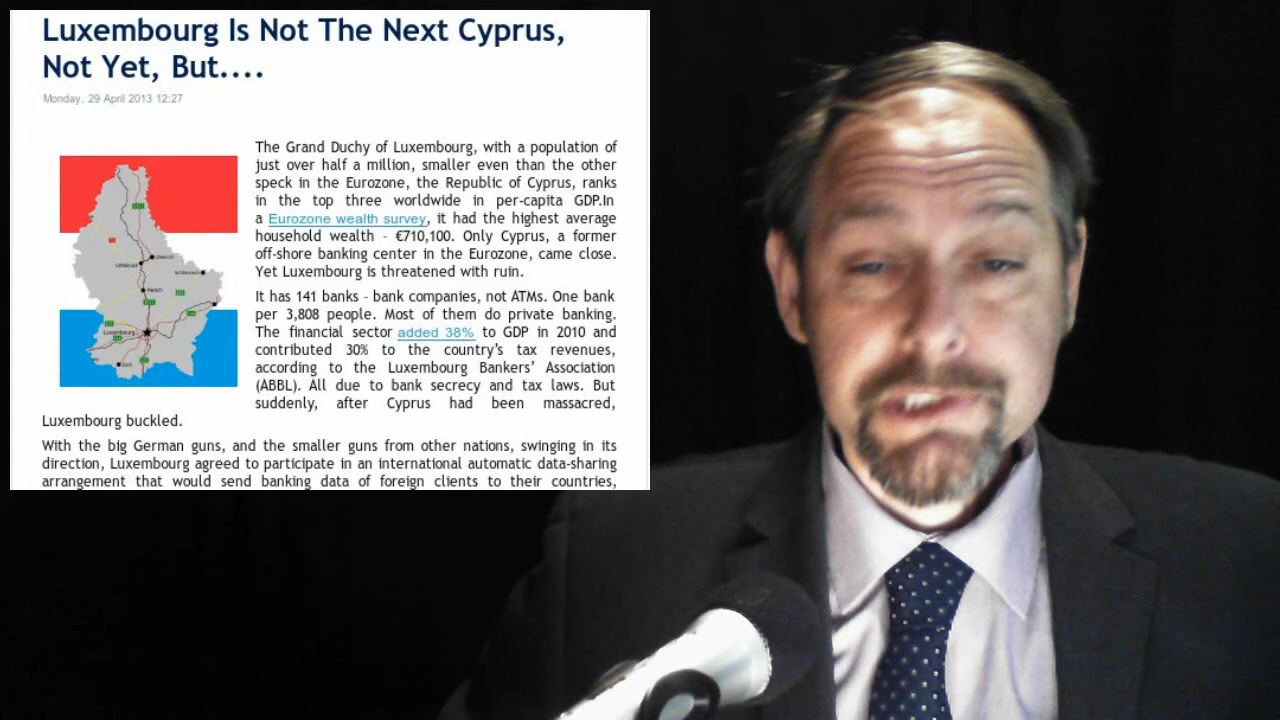 Luxembourg Is Not The Next Cyprus,
Not Yet, But....
Monday, 29 April 2013 12:27
The Grand Duchy of Luxembourg, with a population of
just over half a million, smaller even than the other
speck in the Eurozone, the Republic of Cyprus, ranks
in the top three worldwide in per-capita GDP.In
a Eurozone wealth survey, it had the highest average
household wealth - €710,100. Only Cyprus, a former
off-shore banking center in the Eurozone, came close.
Yet Luxembourg is threatened with ruin.
It has 141 banks - bank companies, not ATMs. One bank
per 3,808 people. Most of them do private banking.
The financial sector added 38% to GDP in 2010 and
contributed 30% to the country's tax revenues,
according to the Luxembourg Bankers' Association
(ABBL). All due to bank secrecy and tax laws. But
suddenly, after Cyprus had been massacred,
Luxembourg buckled.
With the big German guns, and the smaller guns from other nations, swinging in its
direction, Luxembourg agreed to participate in an international automatic data-sharing
arrangement that would send banking data of foreign clients to their countries,
Luxembourg